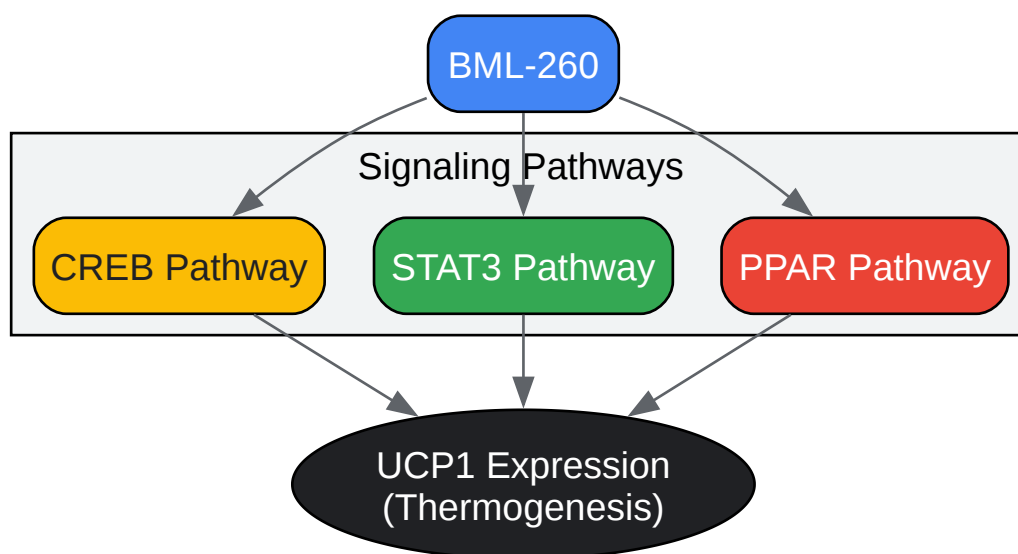 BML-260
Signaling Pathways
CREB Pathway
STAT3 Pathway
PPAR Pathway
UCP1 Expression
(Thermogenesis)